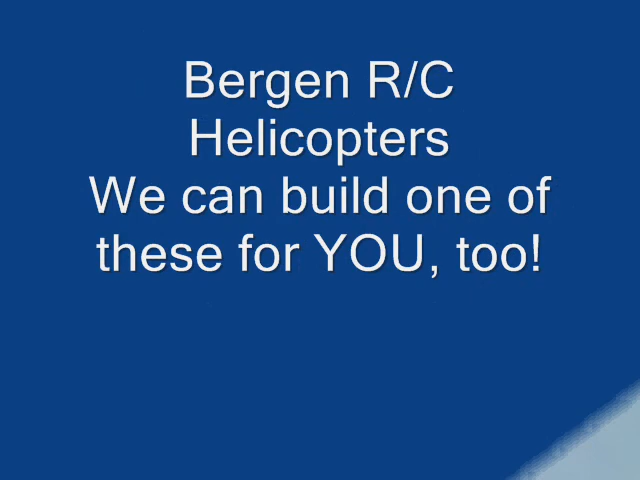 Bergen R/C
Helicopters
We can build one of
these for YOU, too!